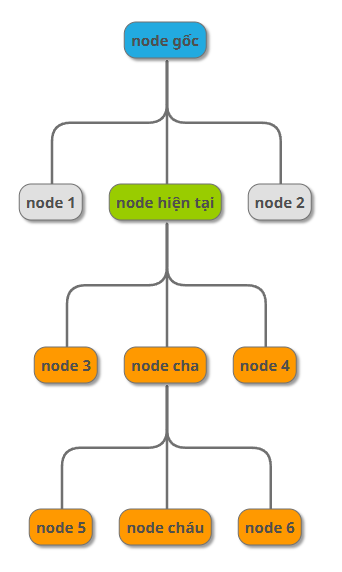 node gốc
node 1
node hiện tại
node 2
node 3
node cha
node 4
node 5
node cháu
node 6